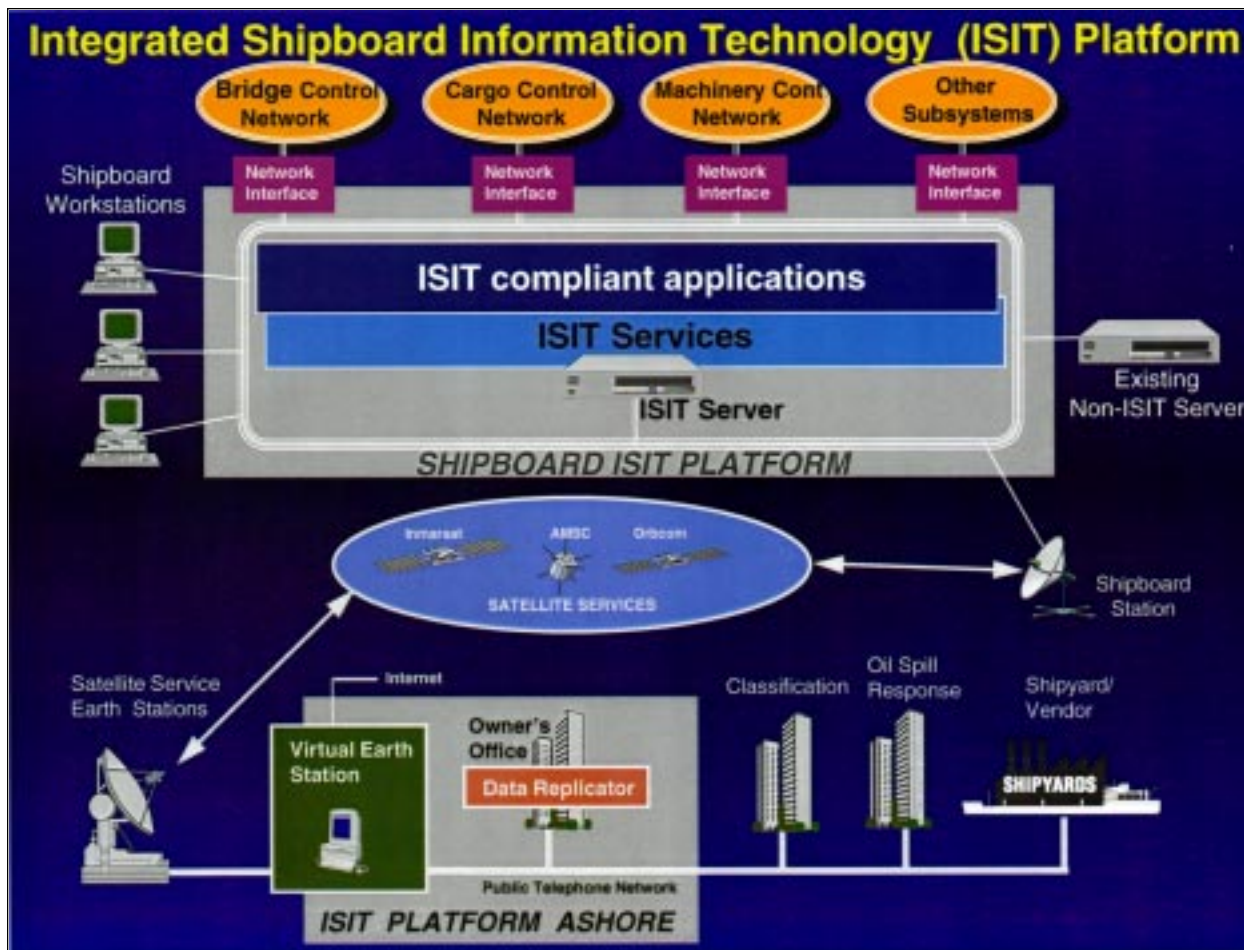 Integrated Shipboard Information Technology (ISIT) Platform
Bridge Control
Network
Cargo Control
Network
Machinery Cont
Network
Other
Subsystems
Network
Interface
Network
Interface
Network
Interface
Network
Interface
Shipboard
Workstations
ISIT compliant applications
ISIT Services
ISIT Server
Existing
Non-ISIT Server
SHIPBOARD ISIT PLATFORM
Inmarsat
AMSC
Orbcom
SATELLITE SERVICES
Shipboard
Station
Satellite Service
Earth Stations
Internet
Virtual Earth
Station
Owner's
Office
Data Replicator
Classification
Oil Spill
Response
Shipyard/
Vendor
SHIPYARDS
Public Telephone Network
ISIT PLATFORM ASHORE